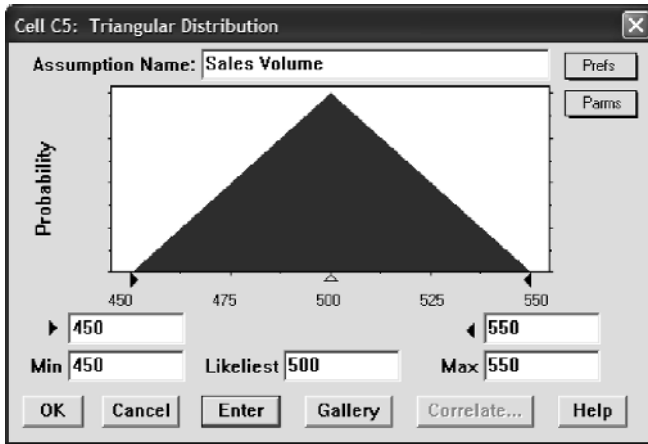 Cell C5: Triangular Distribution
Assumption Name: Sales Volume
Prefs
Parms
Probability
450 475 500 525 550
450 550
Min 450 Likeliest 500 Max 550
OK Cancel Enter Gallery Correlate... Help